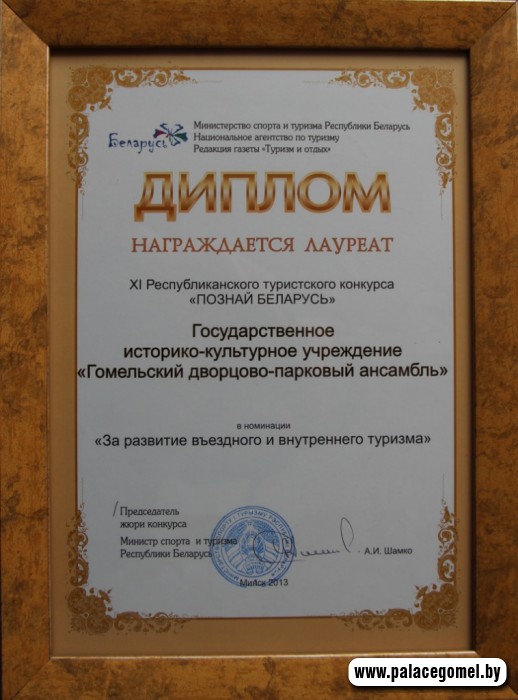 Беларусь
Министерство спорта и туризма Республики Беларусь
Национальное агентство по туризму
Редакция газеты «Туризм и отдых»
ДИПЛОМ
НАГРАЖДАЕТСЯ ЛАУРЕАТ
XI Республиканского туристского конкурса
«ПОЗНАЙ БЕЛАРУСЬ»
Государственное
историко-культурное учреждение
«Гомельский дворцово-парковый ансамбль»
в номинации
«За развитие въездного и внутреннего туризма»
Председатель
жюри конкурса
Министр спорта и туризма
Республики Беларусь
А.И. Шамко
Минск 2013
www.palacegomel.by